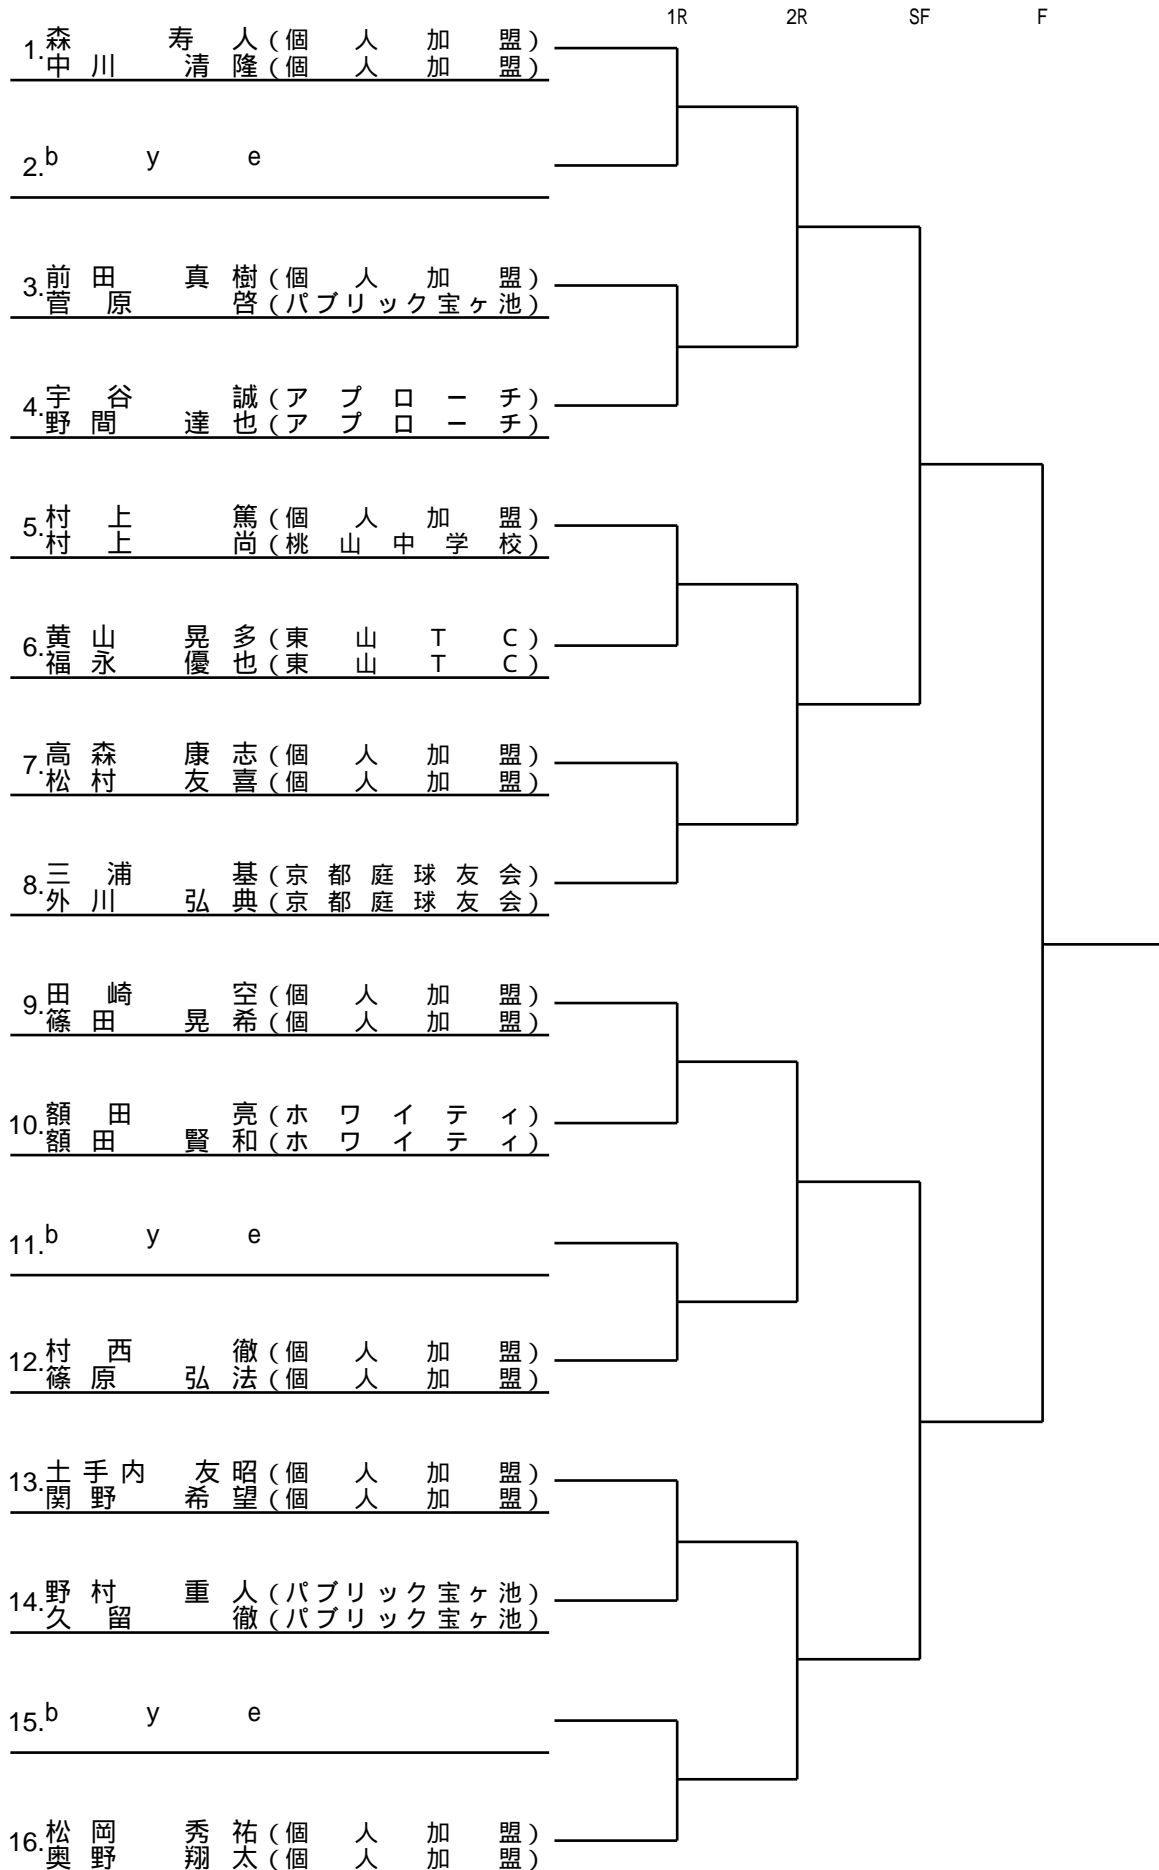 1R 2R SF F
1. 森 寿人(個人加盟)
中川 清隆(個人加盟)
2. bye
3. 前田 真樹(個人加盟)
菅原 啓(パブリック宝ヶ池)
4. 宇谷 誠(アプローチ)
野間 達也(アプローチ)
5. 村上 篤(個人加盟)
村上 尚(桃山中学校)
6. 黄山 晃多(東山TC)
福永 優也(東山TC)
7. 高森 康志(個人加盟)
松村 友喜(個人加盟)
8. 三浦 基(京都庭球友会)
外川 弘典(京都庭球友会)
9. 田崎 空(個人加盟)
篠田 晃希(個人加盟)
10. 額田 亮(ホワイティ)
額田 賢和(ホワイティ)
11. bye
12. 村西 徹(個人加盟)
篠原 弘法(個人加盟)
13. 土手内 友昭(個人加盟)
関野 希望(個人加盟)
14. 野村 重人(パブリック宝ヶ池)
久留 徹(パブリック宝ヶ池)
15. bye
16. 松岡 秀祐(個人加盟)
奥野 翔太(個人加盟)